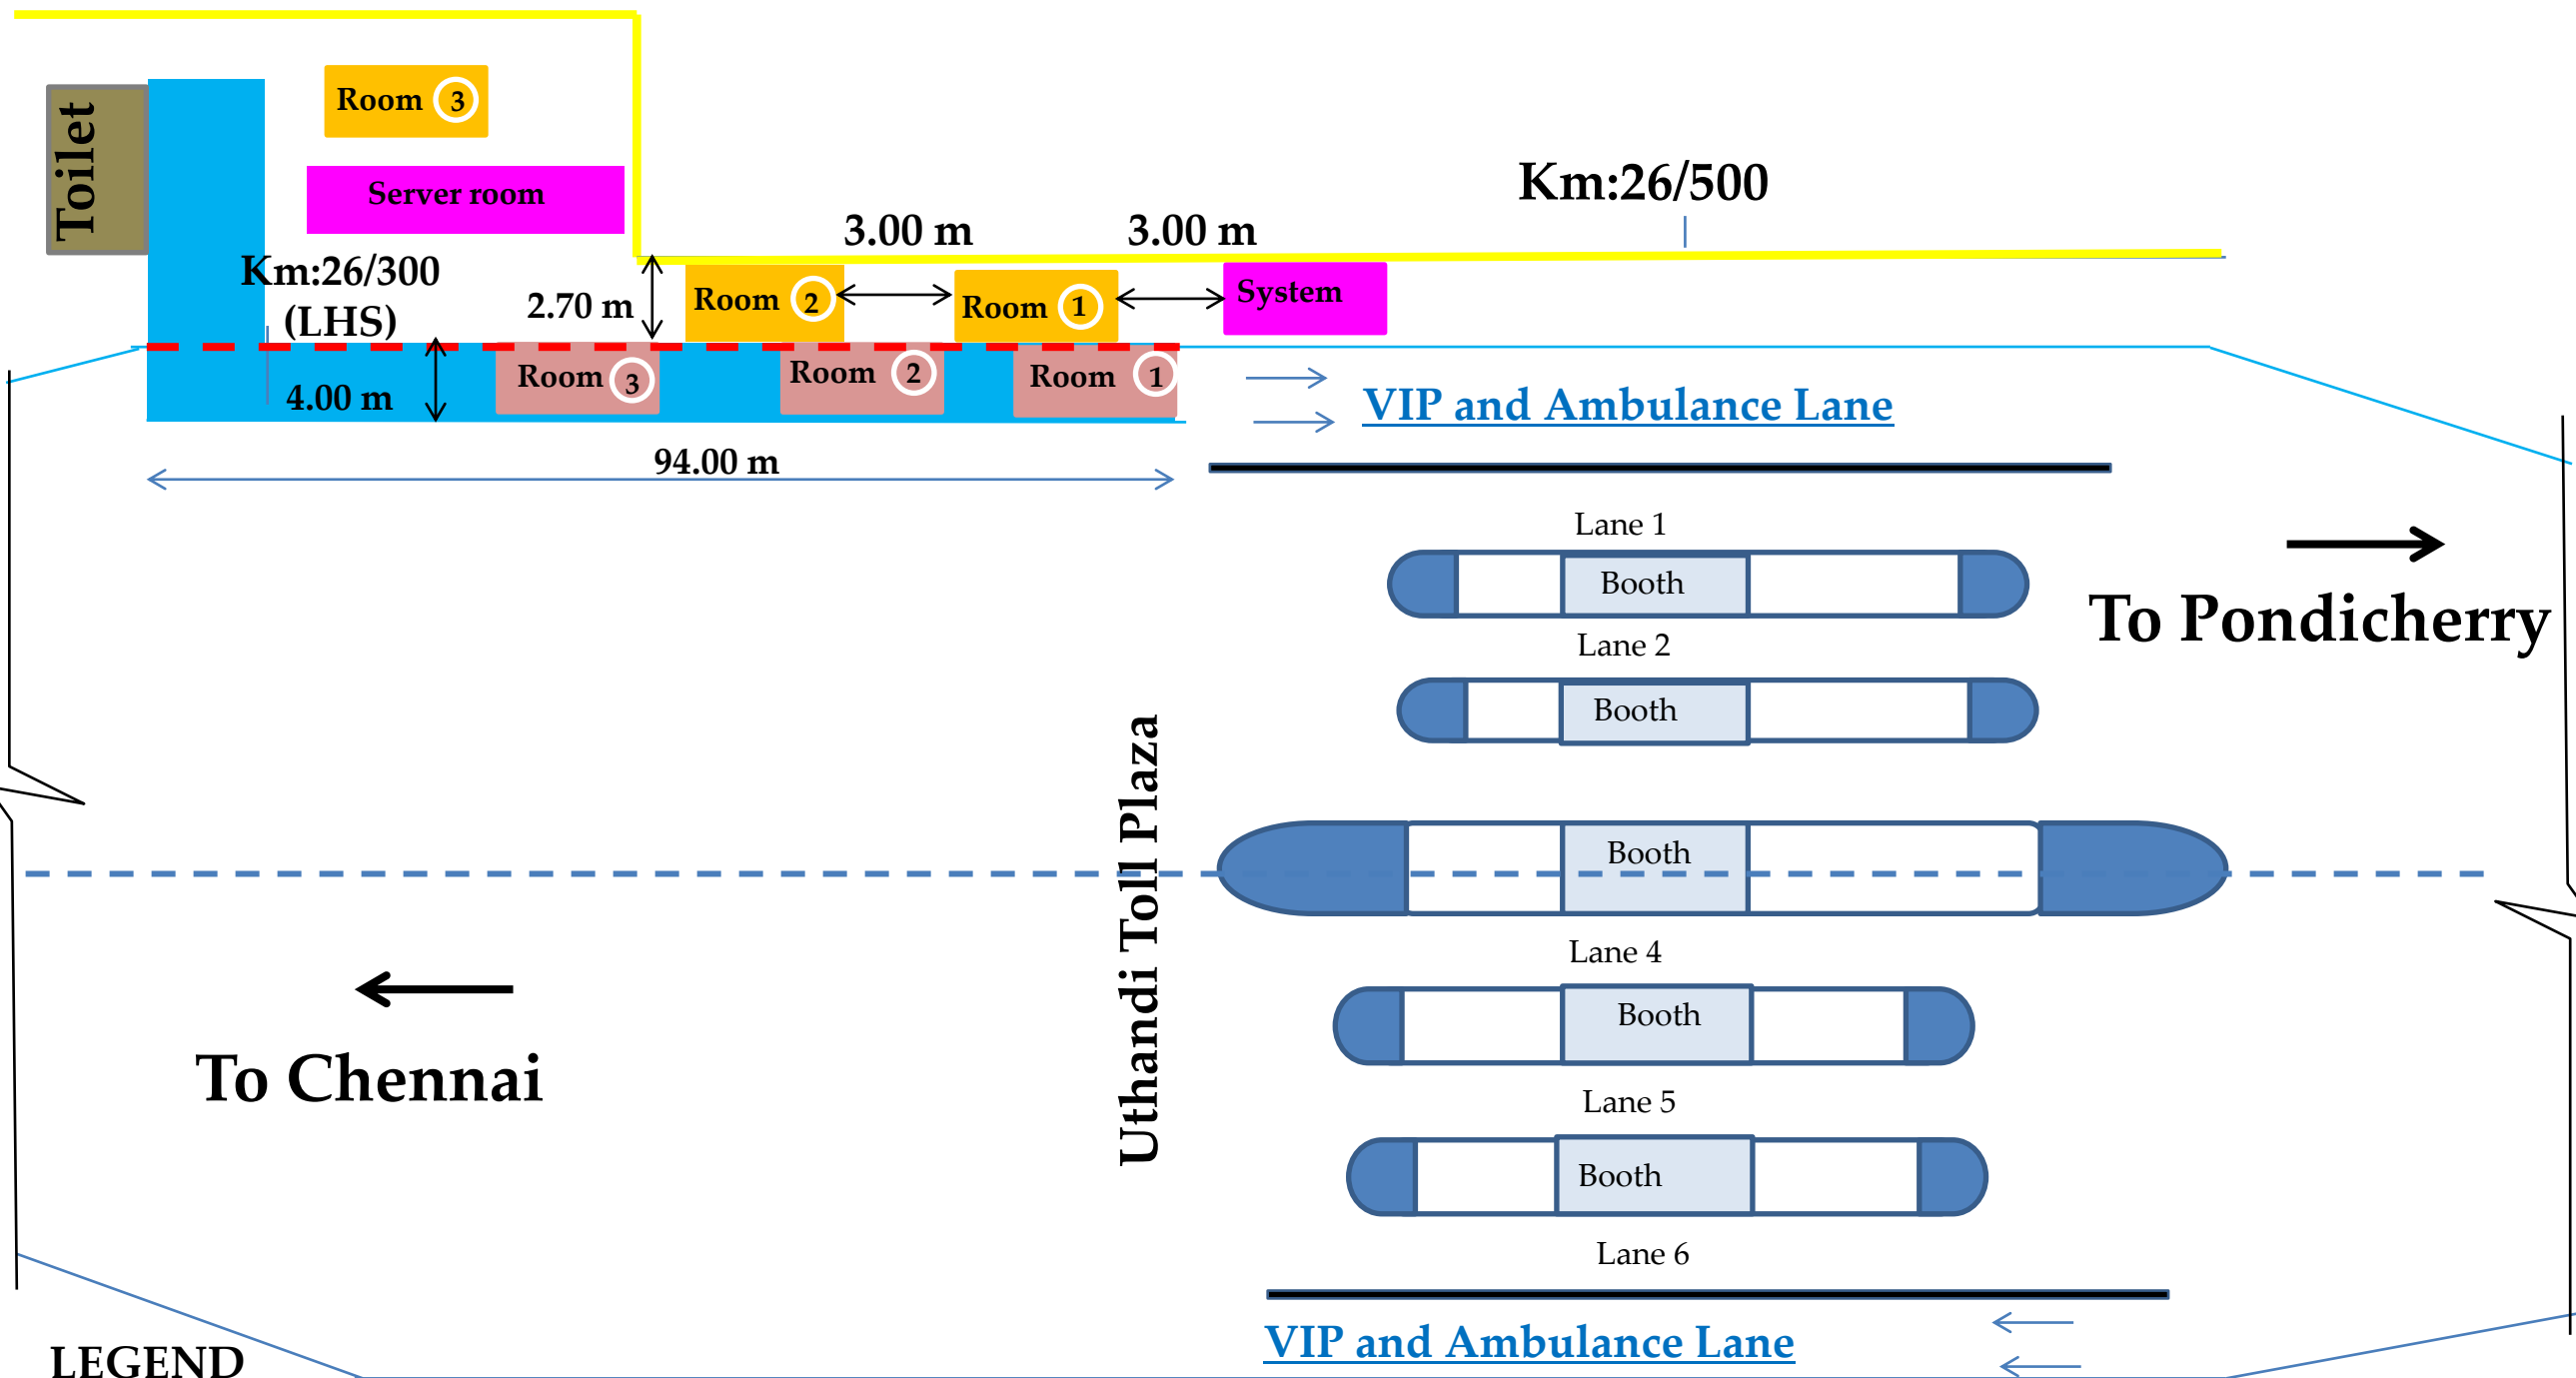 Toilet
Room 3
Server room
Km:26/500
3.00 m
3.00 m
Km:26/300
(LHS)
2.70 m
Room 2
Room 1
System
4.00 m
Room 3
Room 2
Room 1
VIP and Ambulance Lane
94.00 m
Lane 1
Booth
To Pondicherry
Lane 2
Booth
Uthandi Toll Plaza
Booth
Lane 4
Booth
To Chennai
Lane 5
Booth
Lane 6
VIP and Ambulance Lane
LEGEND